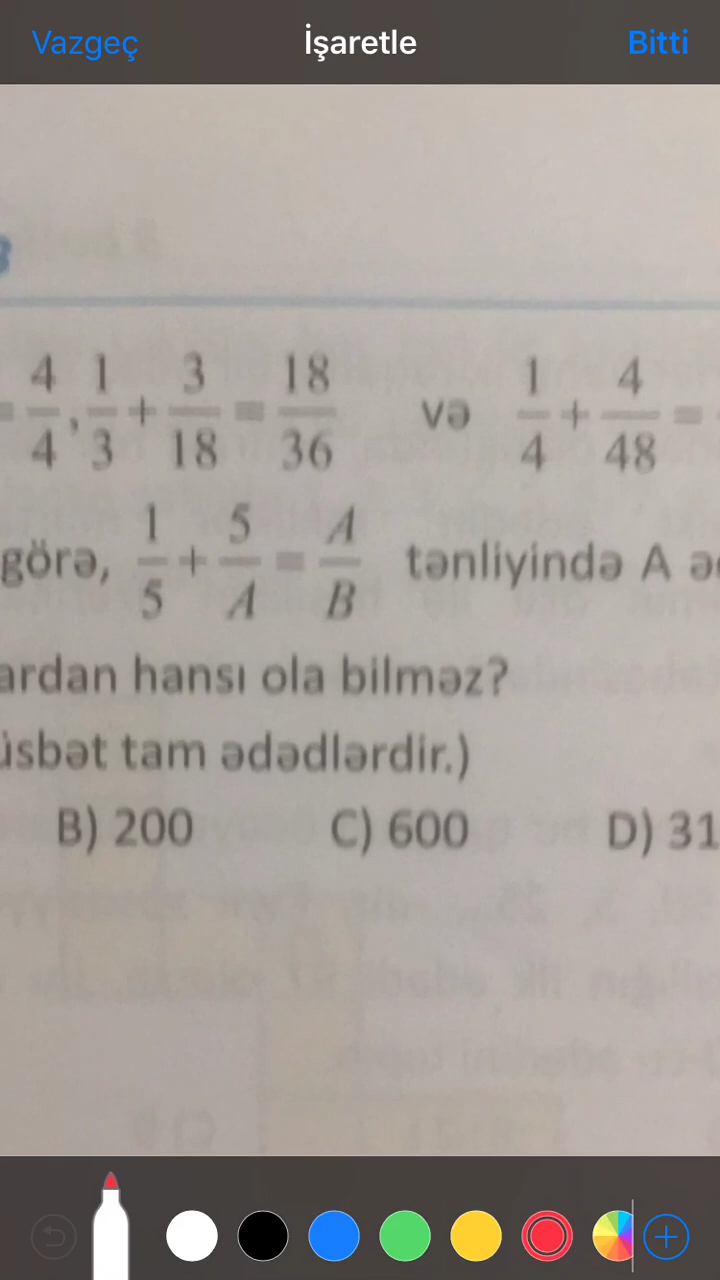 Vazgeç İşaretle Bitti
= 4/4, 1/3 + 3/18 = 18/36 və 1/4 + 4/48 =
görə, 1/5 + 5/A = A/B tənliyində A
ardan hansı ola bilməz?
üsbət tam ədədlərdir.)
B) 200 C) 600 D) 31